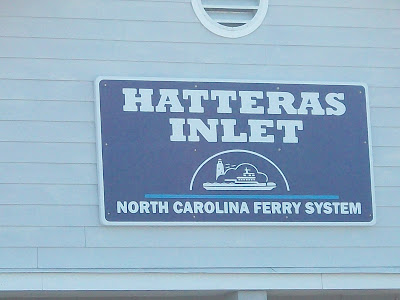 HATTERAS
INLET
NORTH CAROLINA FERRY SYSTEM